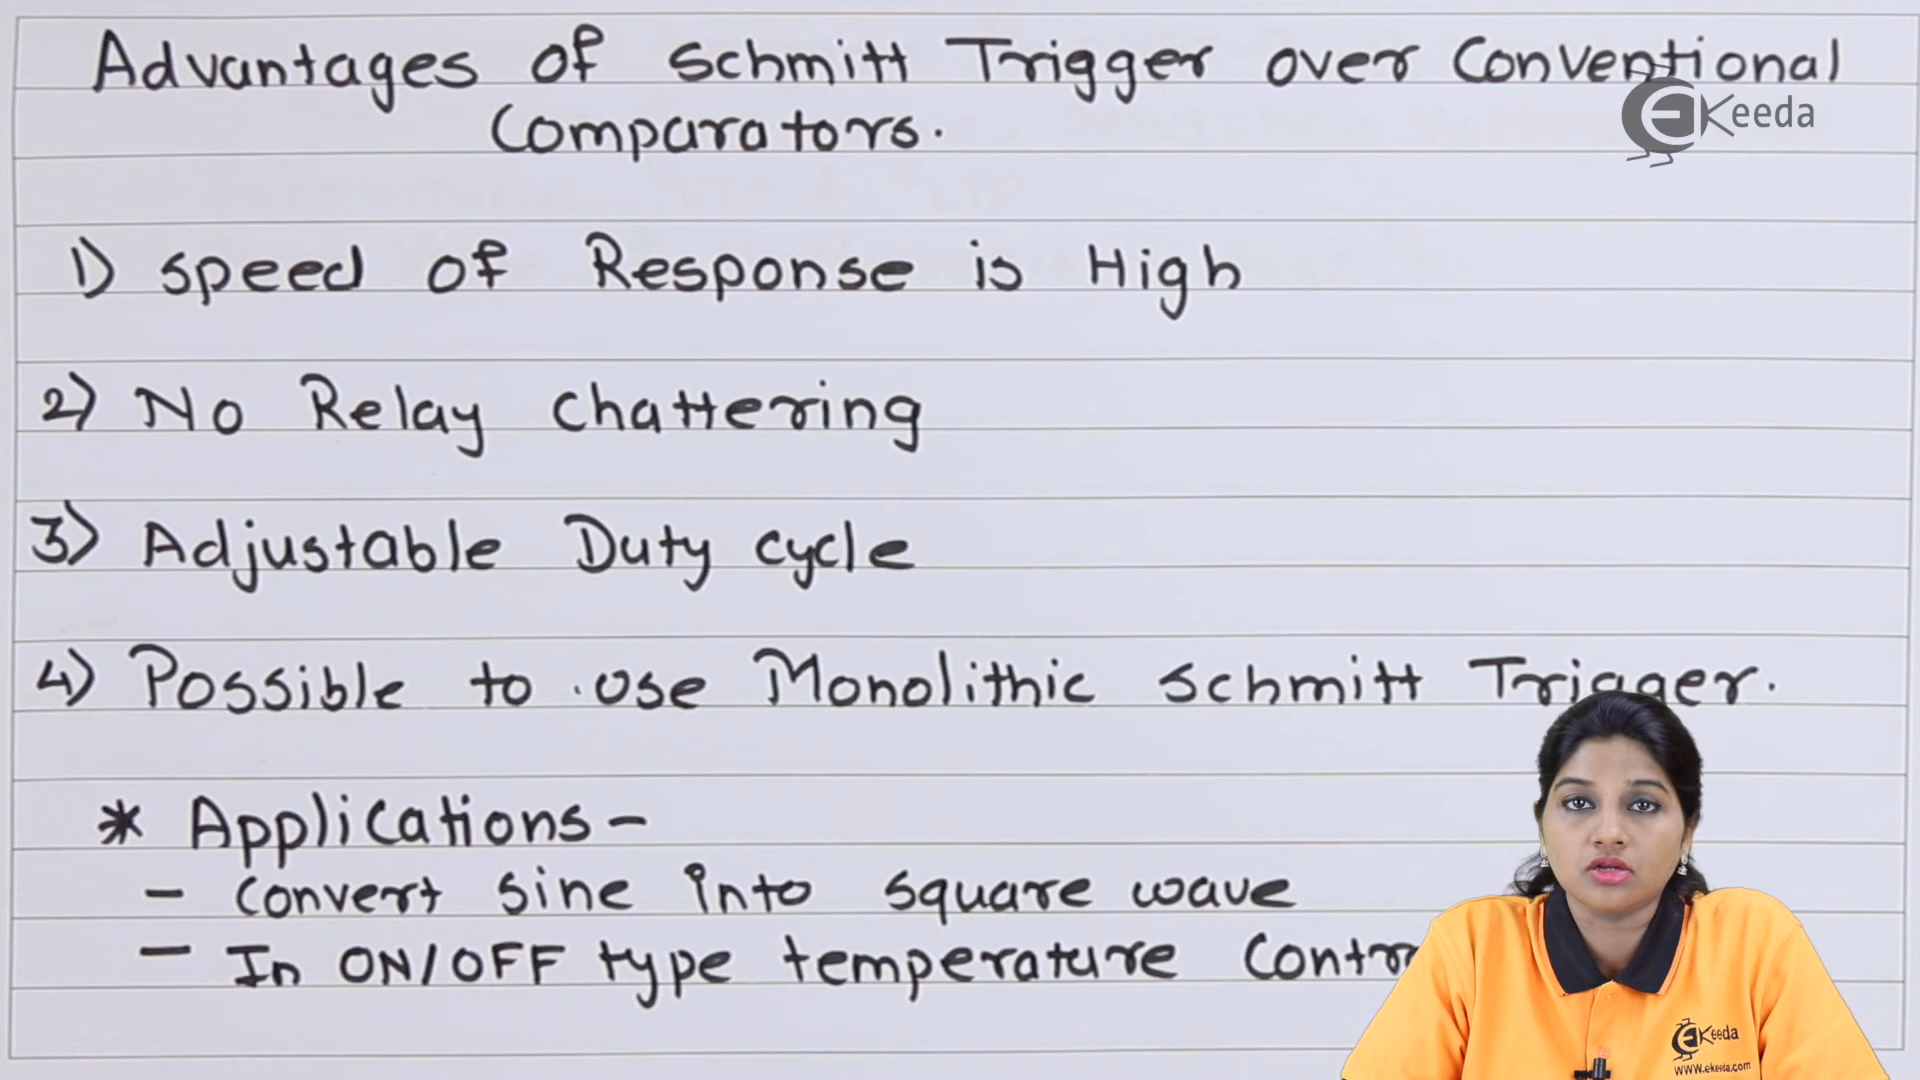 Advantages of Schmitt Trigger over Conventional
Comparators.
Keeda
1) Speed of Response is High
2) No Relay Chattering
3) Adjustable Duty cycle
4) Possible to use Monolithic Schmitt Trigger.
* Applications -
- Convert sine into square wave
- In ON/OFF type temperature
Keeda
www.ekeeda.com